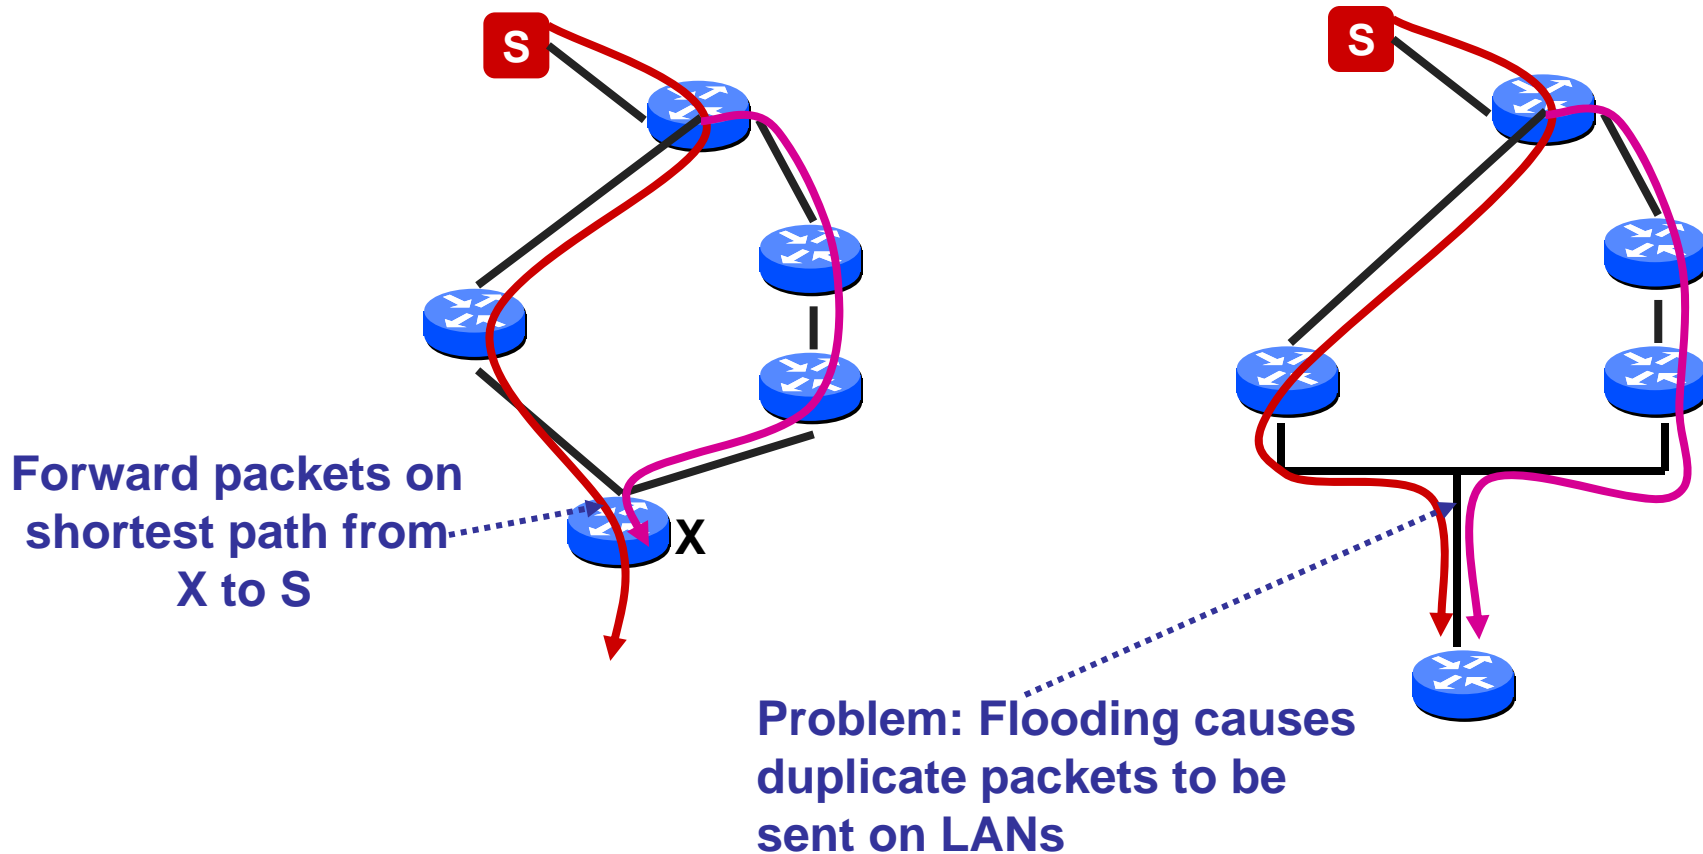 S
S
Forward packets on
shortest path from
X to S
X
Problem: Flooding causes
duplicate packets to be
sent on LANs